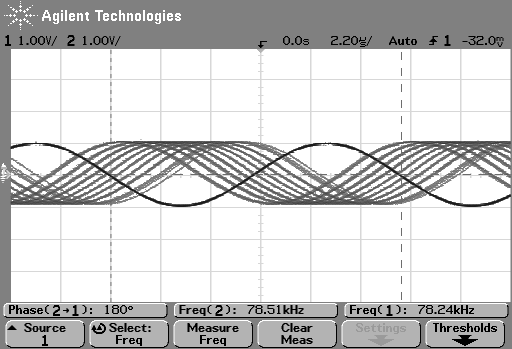 Agilent Technologies
1 1.00V/ 2 1.00V/ 0.0s 2.20㎲/ Auto 1 -32.0㎷
Phase(2→1): 180° Freq(2): 78.51kHz Freq(1): 78.24kHz
Source Select: Measure Clear Settings Thresholds
1 Freq Freq Meas